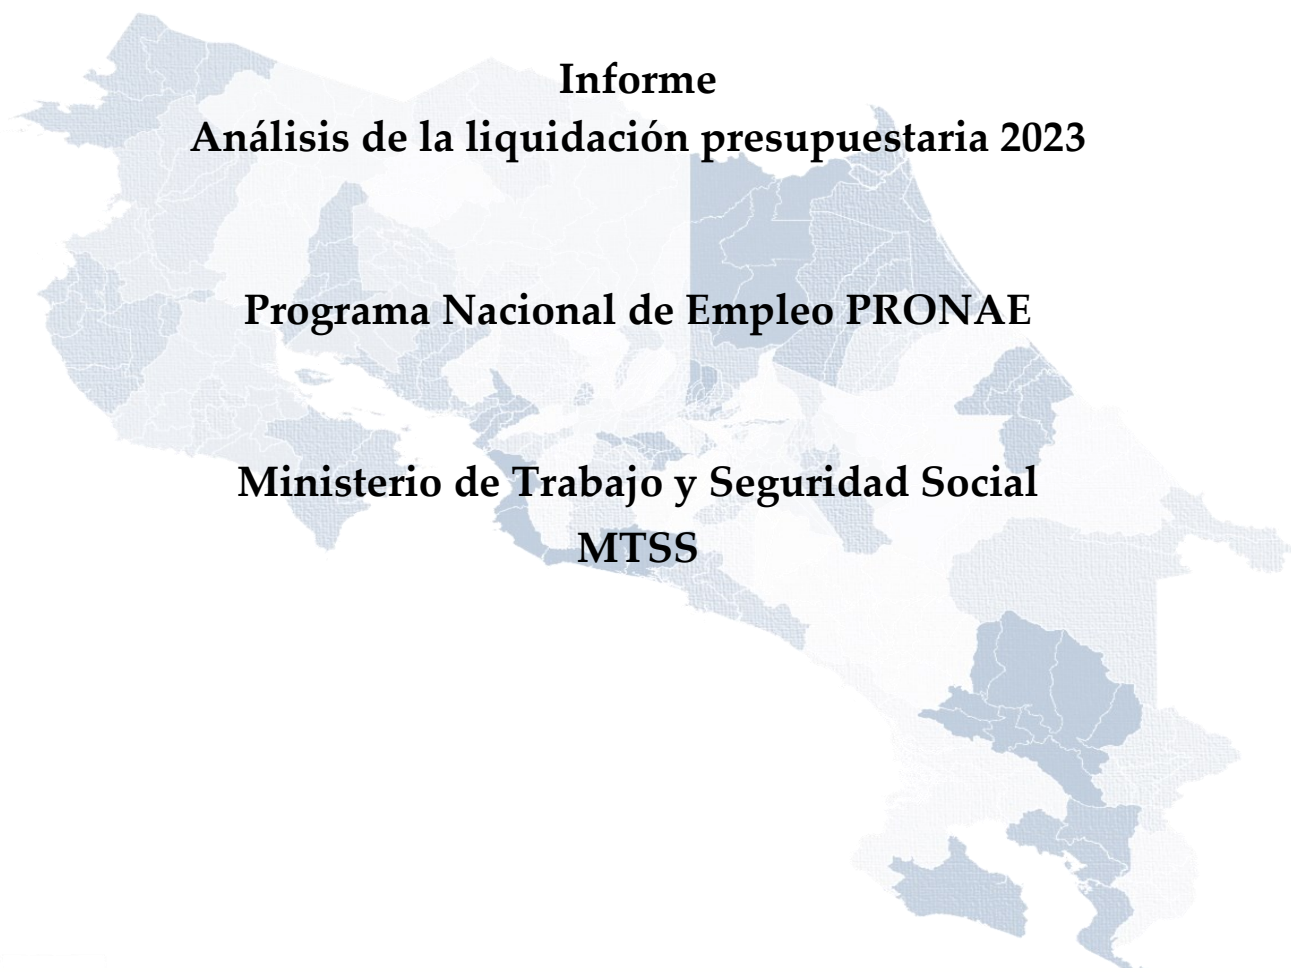 Informe
Análisis de la liquidación presupuestaria 2023
Programa Nacional de Empleo PRONAE
Ministerio de Trabajo y Seguridad Social
MTSS